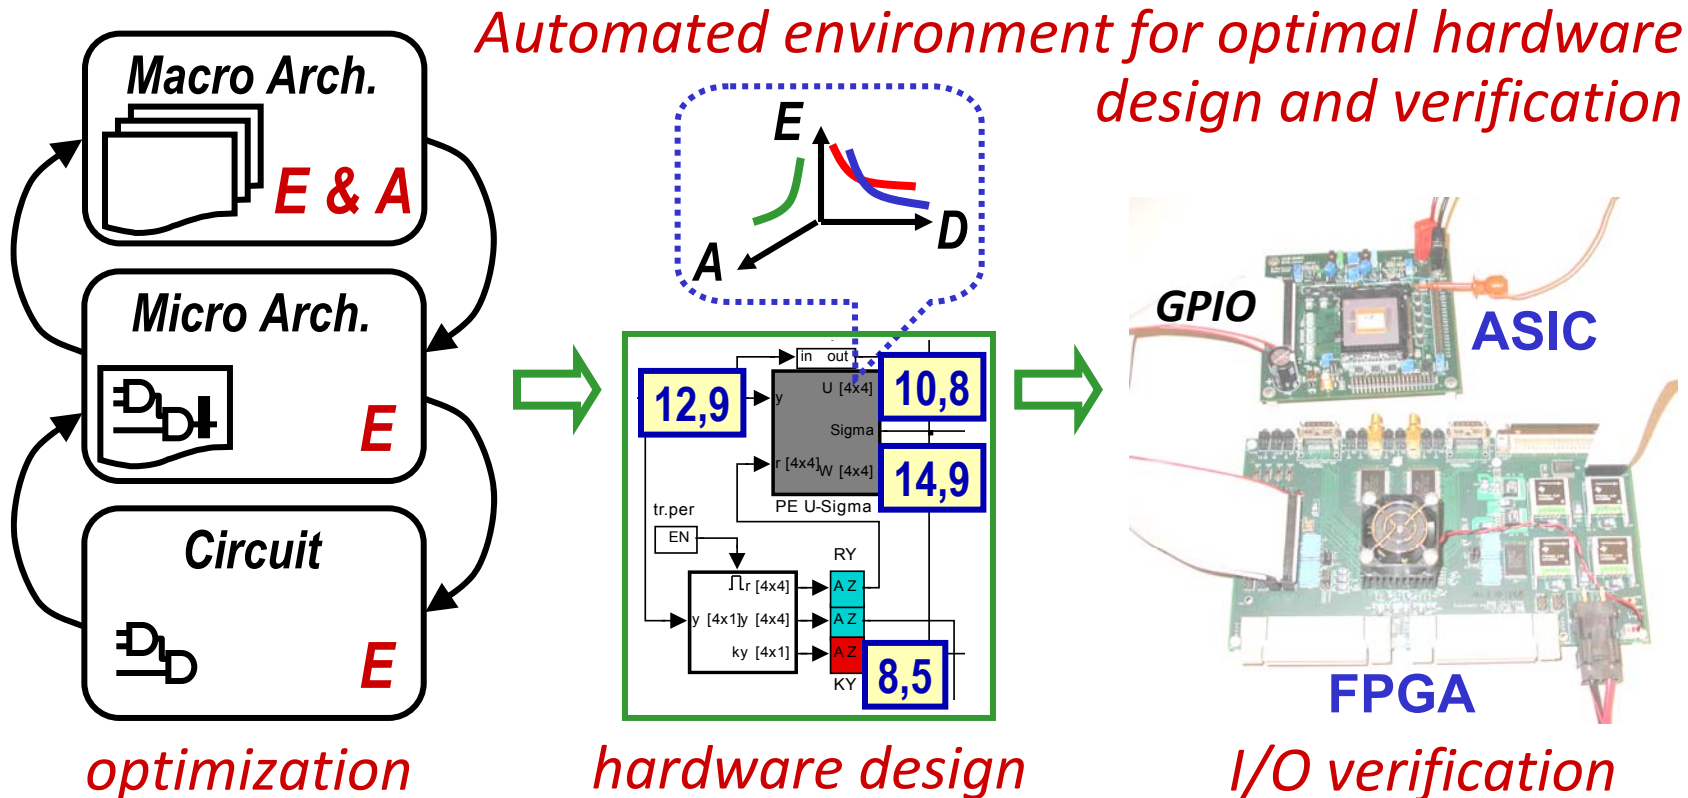 Automated environment for optimal hardware
design and verification
Macro Arch.
E & A
Micro Arch.
E
Circuit
E
optimization
E
A
D
in out
12,9
y
U [4x4]
10,8
Sigma
r [4x4]
W [4x4]
14,9
PE U-Sigma
tr.per
EN
RY
r [4x4]
A Z
y [4x1]
y [4x4]
A Z
ky [4x1]
A Z
KY
8,5
hardware design
GPIO
ASIC
FPGA
I/O verification